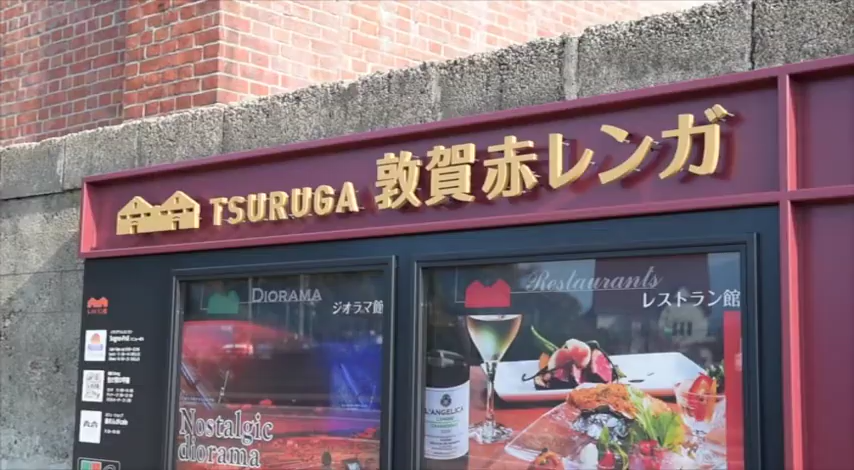 TSURUGA 敦賀赤レンガ
DIORAMA
ジオラマ館
Nostalgic
diorama
Restaurants
レストラン館
L'ANGELICA